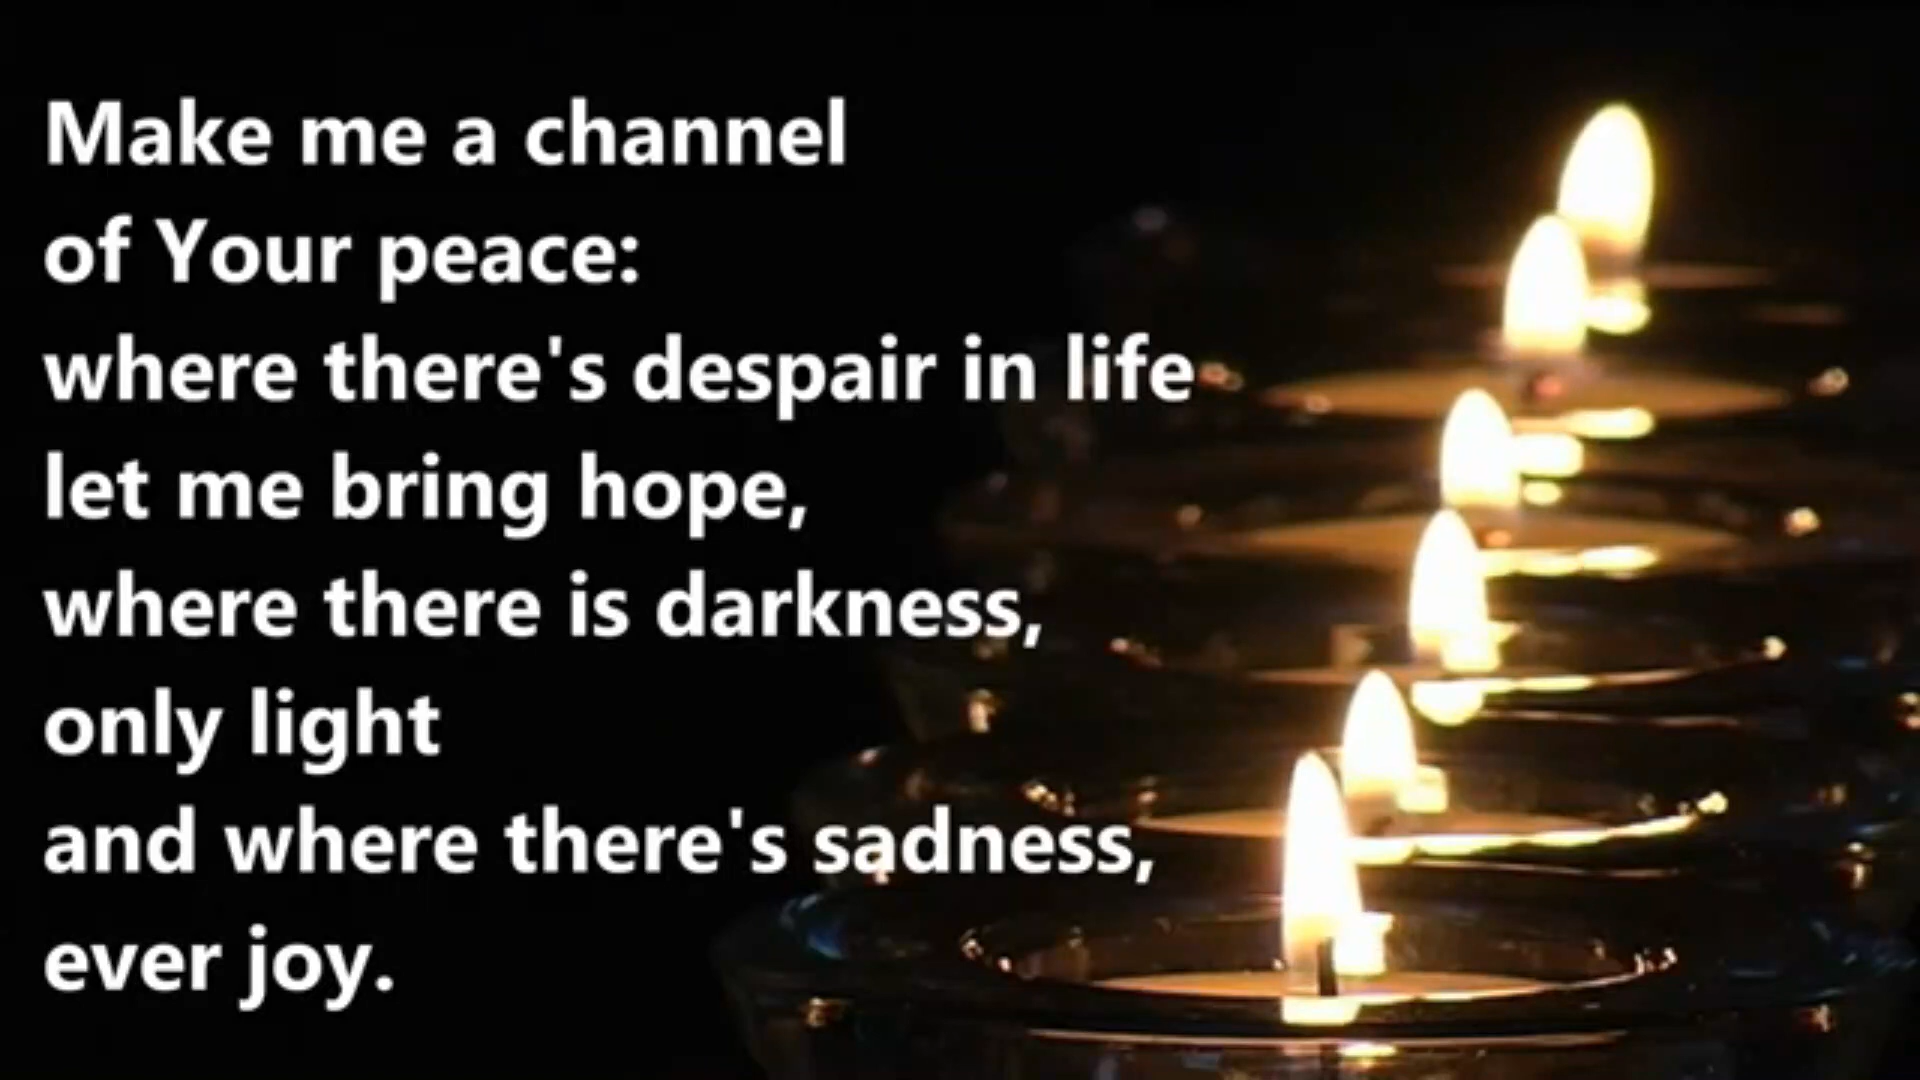 Make me a channel
of Your peace:
where there's despair in life
let me bring hope,
where there is darkness,
only light
and where there's sadness,
ever joy.